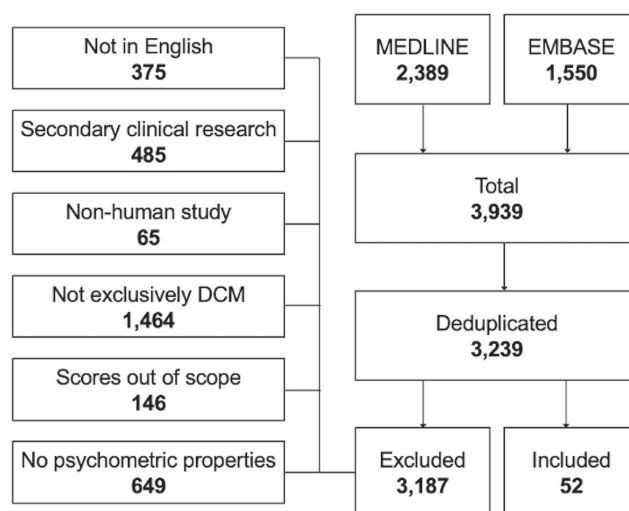 Not in English
375
Secondary clinical research
485
Non-human study
65
Not exclusively DCM
1,464
Scores out of scope
146
No psychometric properties
649
MEDLINE
2,389
EMBASE
1,550
Total
3,939
Deduplicated
3,239
Excluded
3,187
Included
52